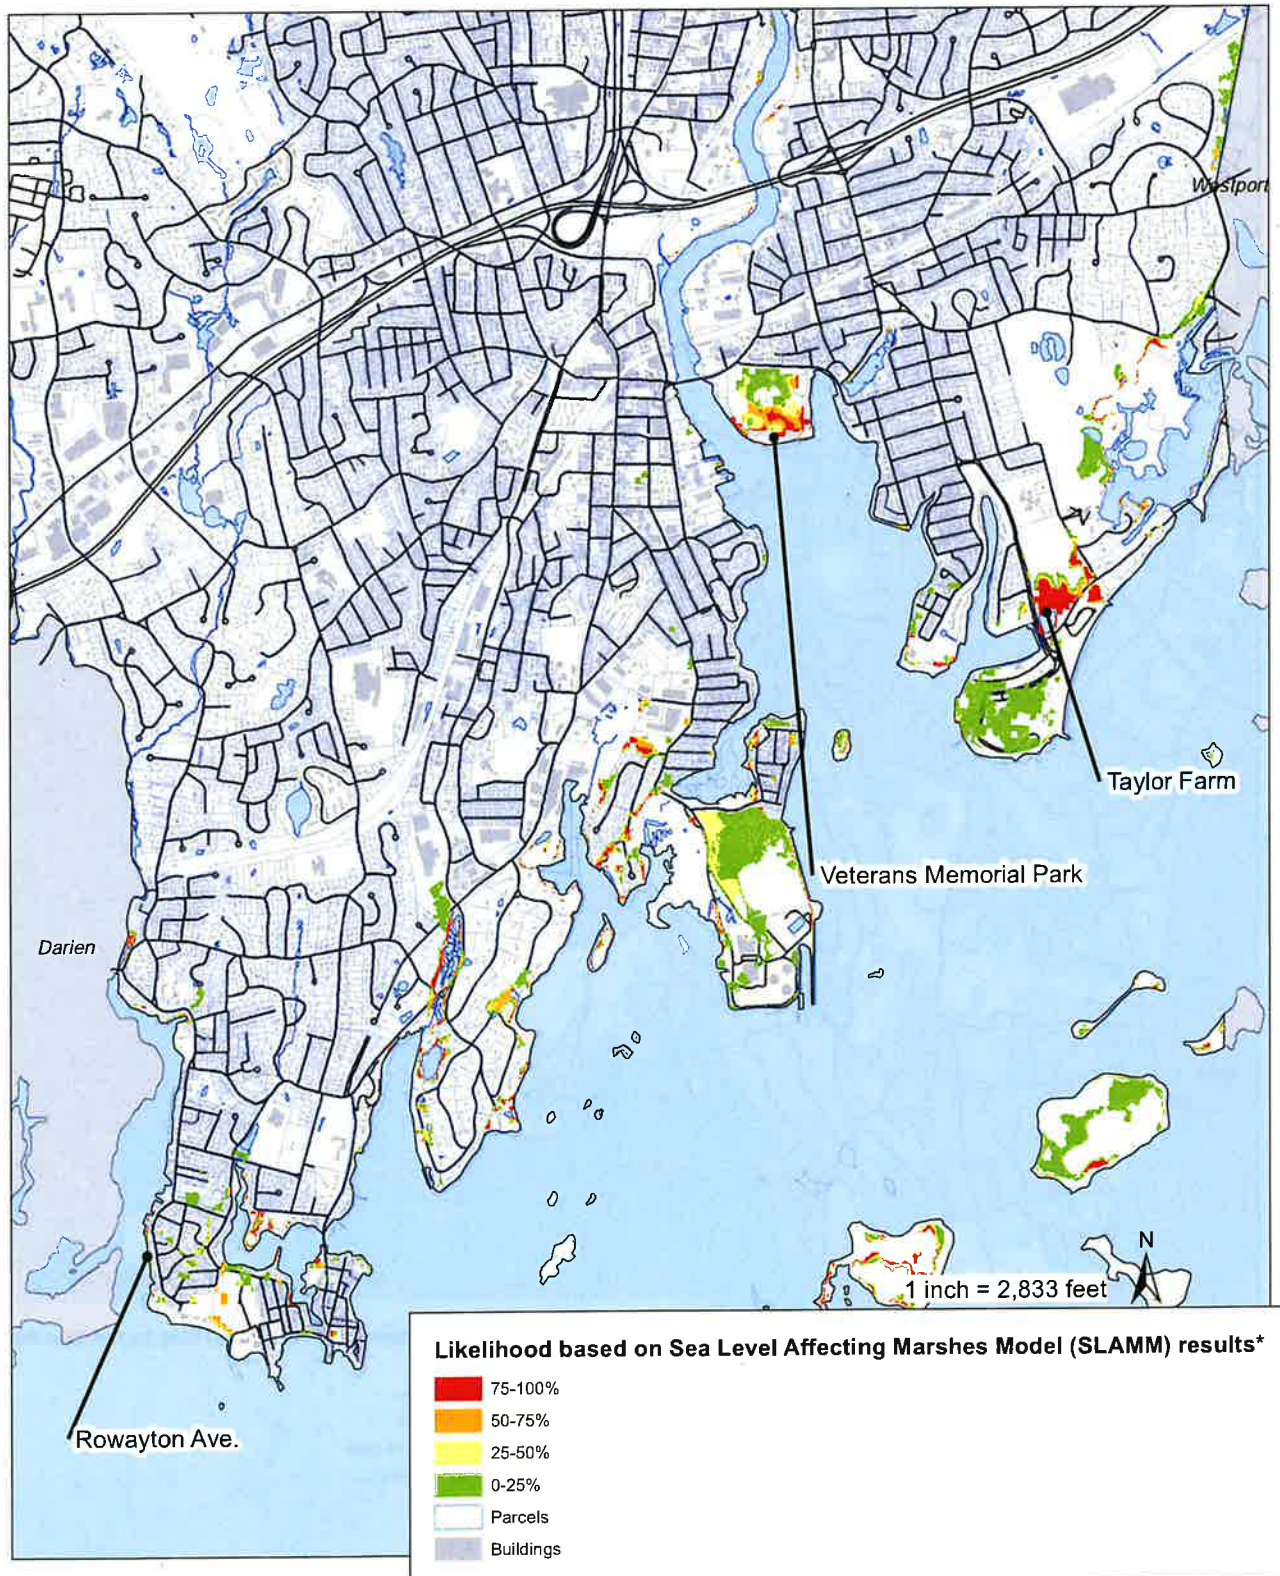 Westport
Taylor Farm
Veterans Memorial Park
Darien
N
1 inch = 2,833 feet
Rowayton Ave.
Likelihood based on Sea Level Affecting Marshes Model (SLAMM) results*
75-100%
50-75%
25-50%
0-25%
Parcels
Buildings